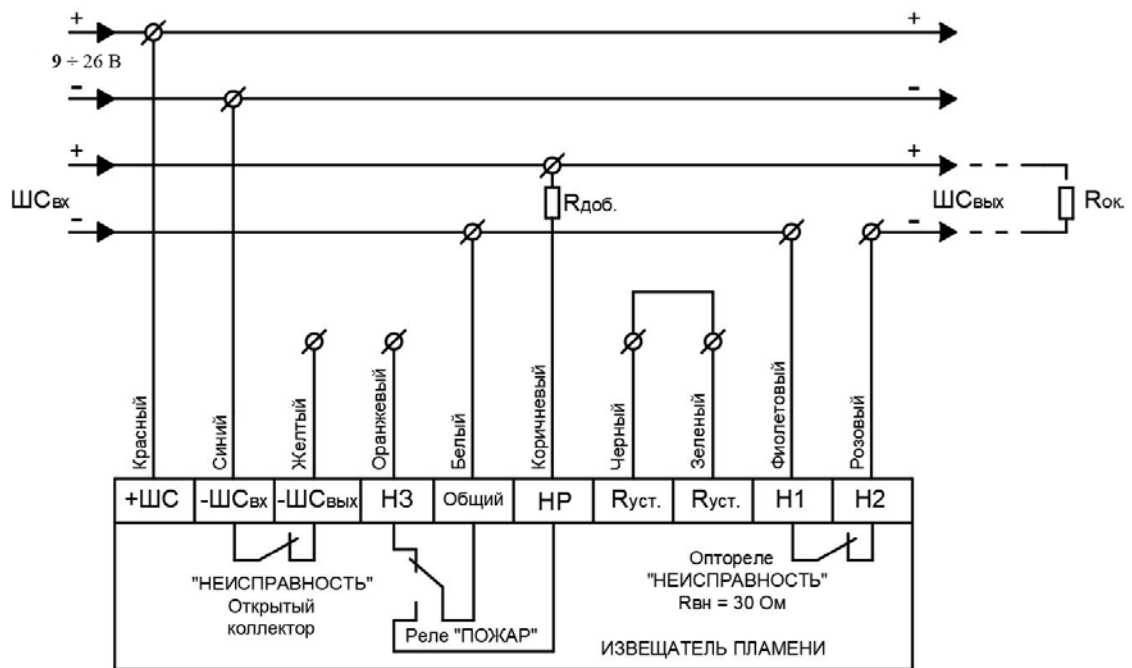 + +
9 ÷ 26 В
- -
+ +
ШСвх Rдоб. ШСвых Rок.
- -
Красный
Синий
Желтый
Оранжевый
Белый
Коричневый
Черный
Зеленый
Фиолетовый
Розовый
+ШС -ШСвх -ШСвых НЗ Общий НР Rуст. Rуст. Н1 Н2
"НЕИСПРАВНОСТЬ"
Открытый
коллектор
Реле "ПОЖАР"
Оптореле
"НЕИСПРАВНОСТЬ"
Rвн = 30 Ом
ИЗВЕЩАТЕЛЬ ПЛАМЕНИ